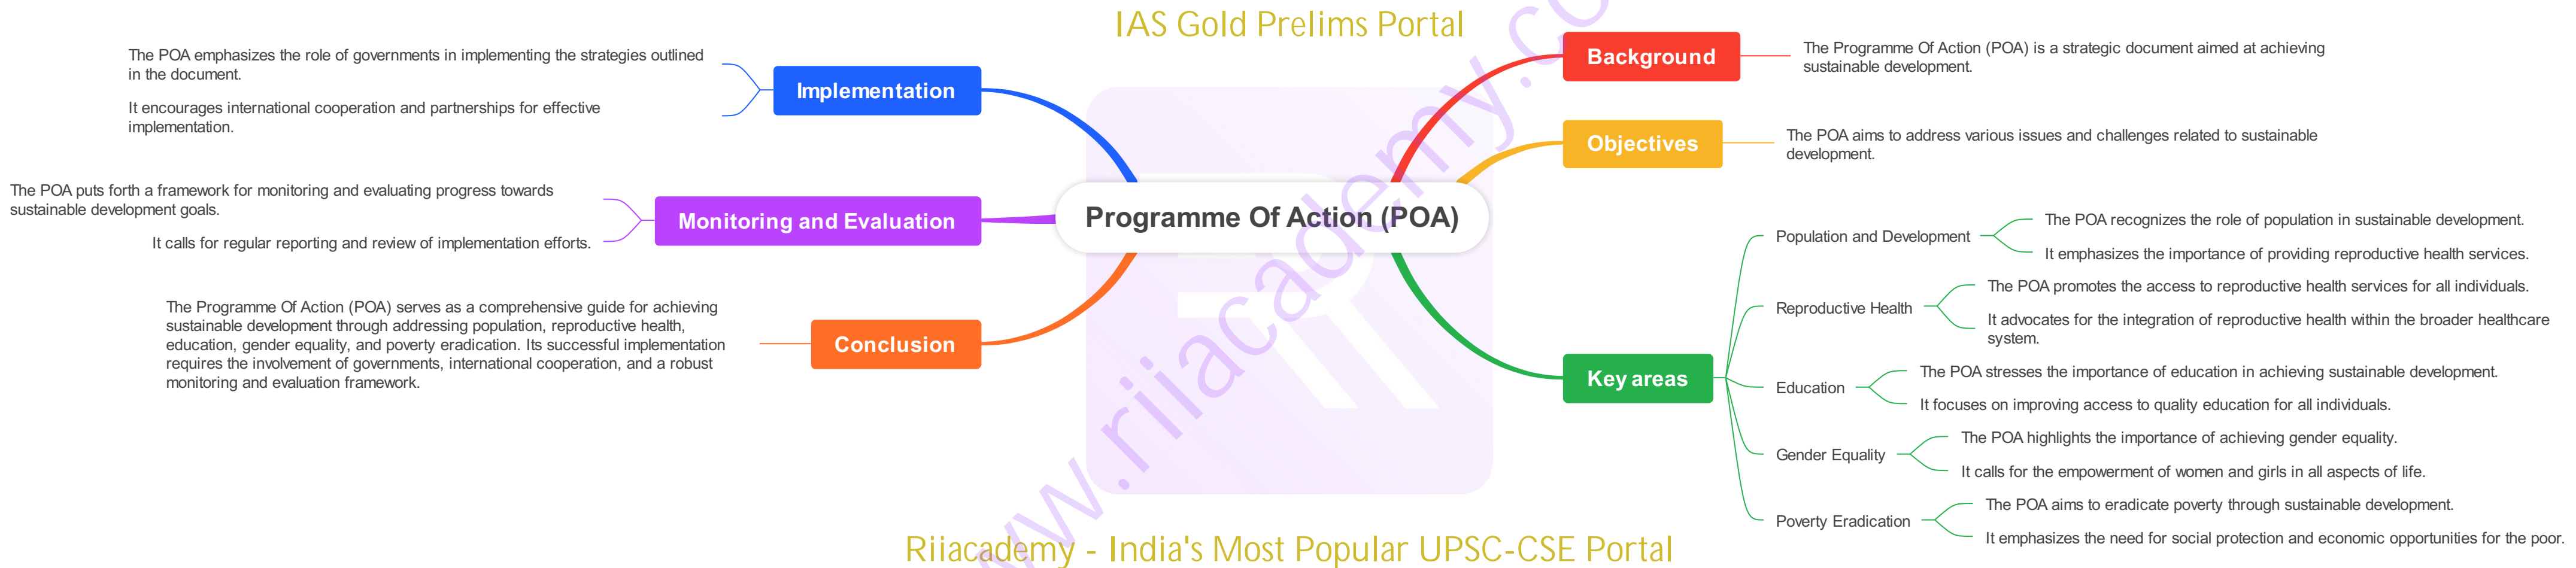 IAS Gold Prelims Portal
Programme Of Action (POA)
Background
The Programme Of Action (POA) is a strategic document aimed at achieving
sustainable development.
Objectives
The POA aims to address various issues and challenges related to sustainable
development.
Key areas
Population and Development
The POA recognizes the role of population in sustainable development.
It emphasizes the importance of providing reproductive health services.
Reproductive Health
The POA promotes the access to reproductive health services for all individuals.
It advocates for the integration of reproductive health within the broader healthcare
system.
Education
The POA stresses the importance of education in achieving sustainable development.
It focuses on improving access to quality education for all individuals.
Gender Equality
The POA highlights the importance of achieving gender equality.
It calls for the empowerment of women and girls in all aspects of life.
Poverty Eradication
The POA aims to eradicate poverty through sustainable development.
It emphasizes the need for social protection and economic opportunities for the poor.
Implementation
The POA emphasizes the role of governments in implementing the strategies outlined
in the document.
It encourages international cooperation and partnerships for effective
implementation.
Monitoring and Evaluation
The POA puts forth a framework for monitoring and evaluating progress towards
sustainable development goals.
It calls for regular reporting and review of implementation efforts.
Conclusion
The Programme Of Action (POA) serves as a comprehensive guide for achieving
sustainable development through addressing population, reproductive health,
education, gender equality, and poverty eradication. Its successful implementation
requires the involvement of governments, international cooperation, and a robust
monitoring and evaluation framework.
www.riiacademy.co
Riiacademy - India's Most Popular UPSC-CSE Portal